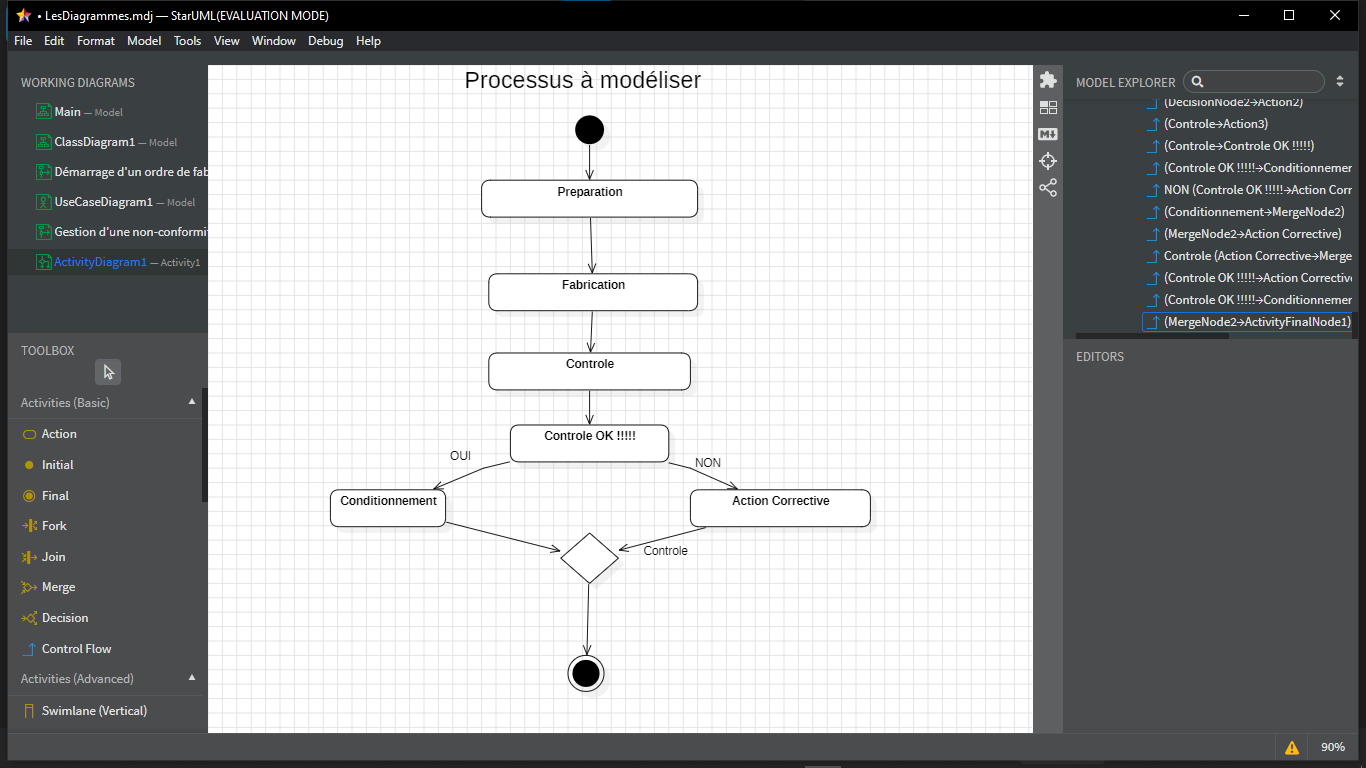 • LesDiagrammes.mdj — StarUML(EVALUATION MODE)
File Edit Format Model Tools View Window Debug Help
WORKING DIAGRAMS
Main — Model
ClassDiagram1 — Model
Démarrage d'un ordre de fab
UseCaseDiagram1 — Model
Gestion d'une non-conformi
ActivityDiagram1 — Activity1
TOOLBOX
Activities (Basic)
Action
Initial
Final
Fork
Join
Merge
Decision
Control Flow
Activities (Advanced)
Swimlane (Vertical)
Processus à modéliser
Preparation
Fabrication
Controle
Controle OK !!!!!
OUI
NON
Conditionnement
Action Corrective
Controle
MODEL EXPLORER
(DecisionNode2→Action2)
(Controle→Action3)
(Controle→Controle OK !!!!!)
(Controle OK !!!!!→Conditionnemer
NON (Controle OK !!!!!→Action Corr
(Conditionnement→MergeNode2)
(MergeNode2→Action Corrective)
Controle (Action Corrective→Merge
(Controle OK !!!!!→Action Corrective
(Controle OK !!!!!→Conditionnemer
(MergeNode2→ActivityFinalNode1)
EDITORS
90%